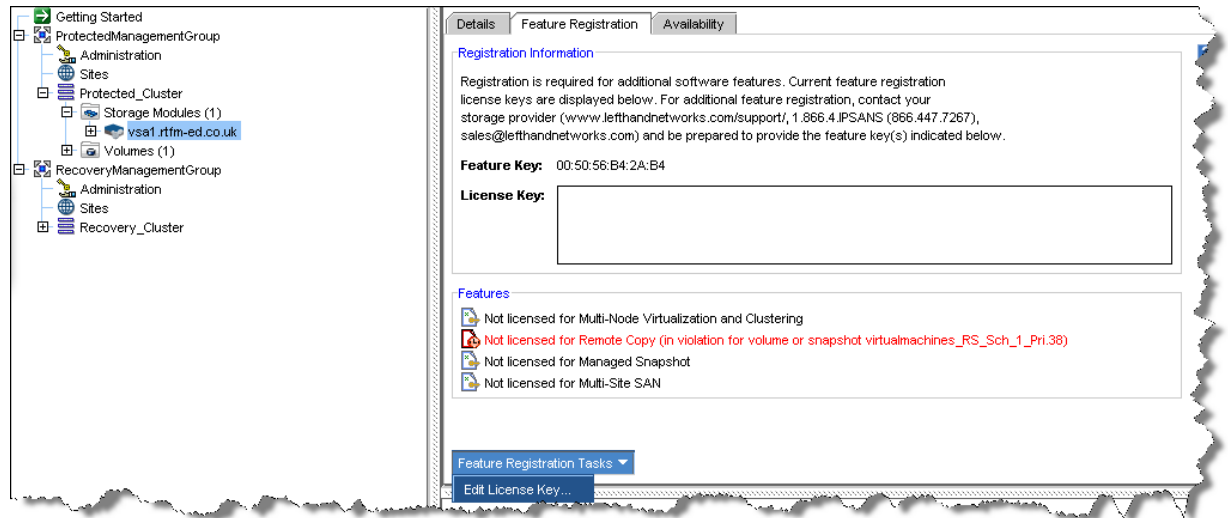 Getting Started
ProtectedManagementGroup
Administration
Sites
Protected_Cluster
Storage Modules (1)
vsa1.rtfm-ed.co.uk
Volumes (1)
RecoveryManagementGroup
Administration
Sites
Recovery_Cluster
Details
Feature Registration
Availability
Registration Information
Registration is required for additional software features. Current feature registration
license keys are displayed below. For additional feature registration, contact your
storage provider (www.lefthandnetworks.com/support/, 1.866.4.IPSANS (866.447.7267),
sales@lefthandnetworks.com) and be prepared to provide the feature key(s) indicated below.
Feature Key: 00:50:56:B4:2A:B4
License Key:
Features
Not licensed for Multi-Node Virtualization and Clustering
Not licensed for Remote Copy (in violation for volume or snapshot virtualmachines_RS_Sch_1_Pri.38)
Not licensed for Managed Snapshot
Not licensed for Multi-Site SAN
Feature Registration Tasks
Edit License Key...